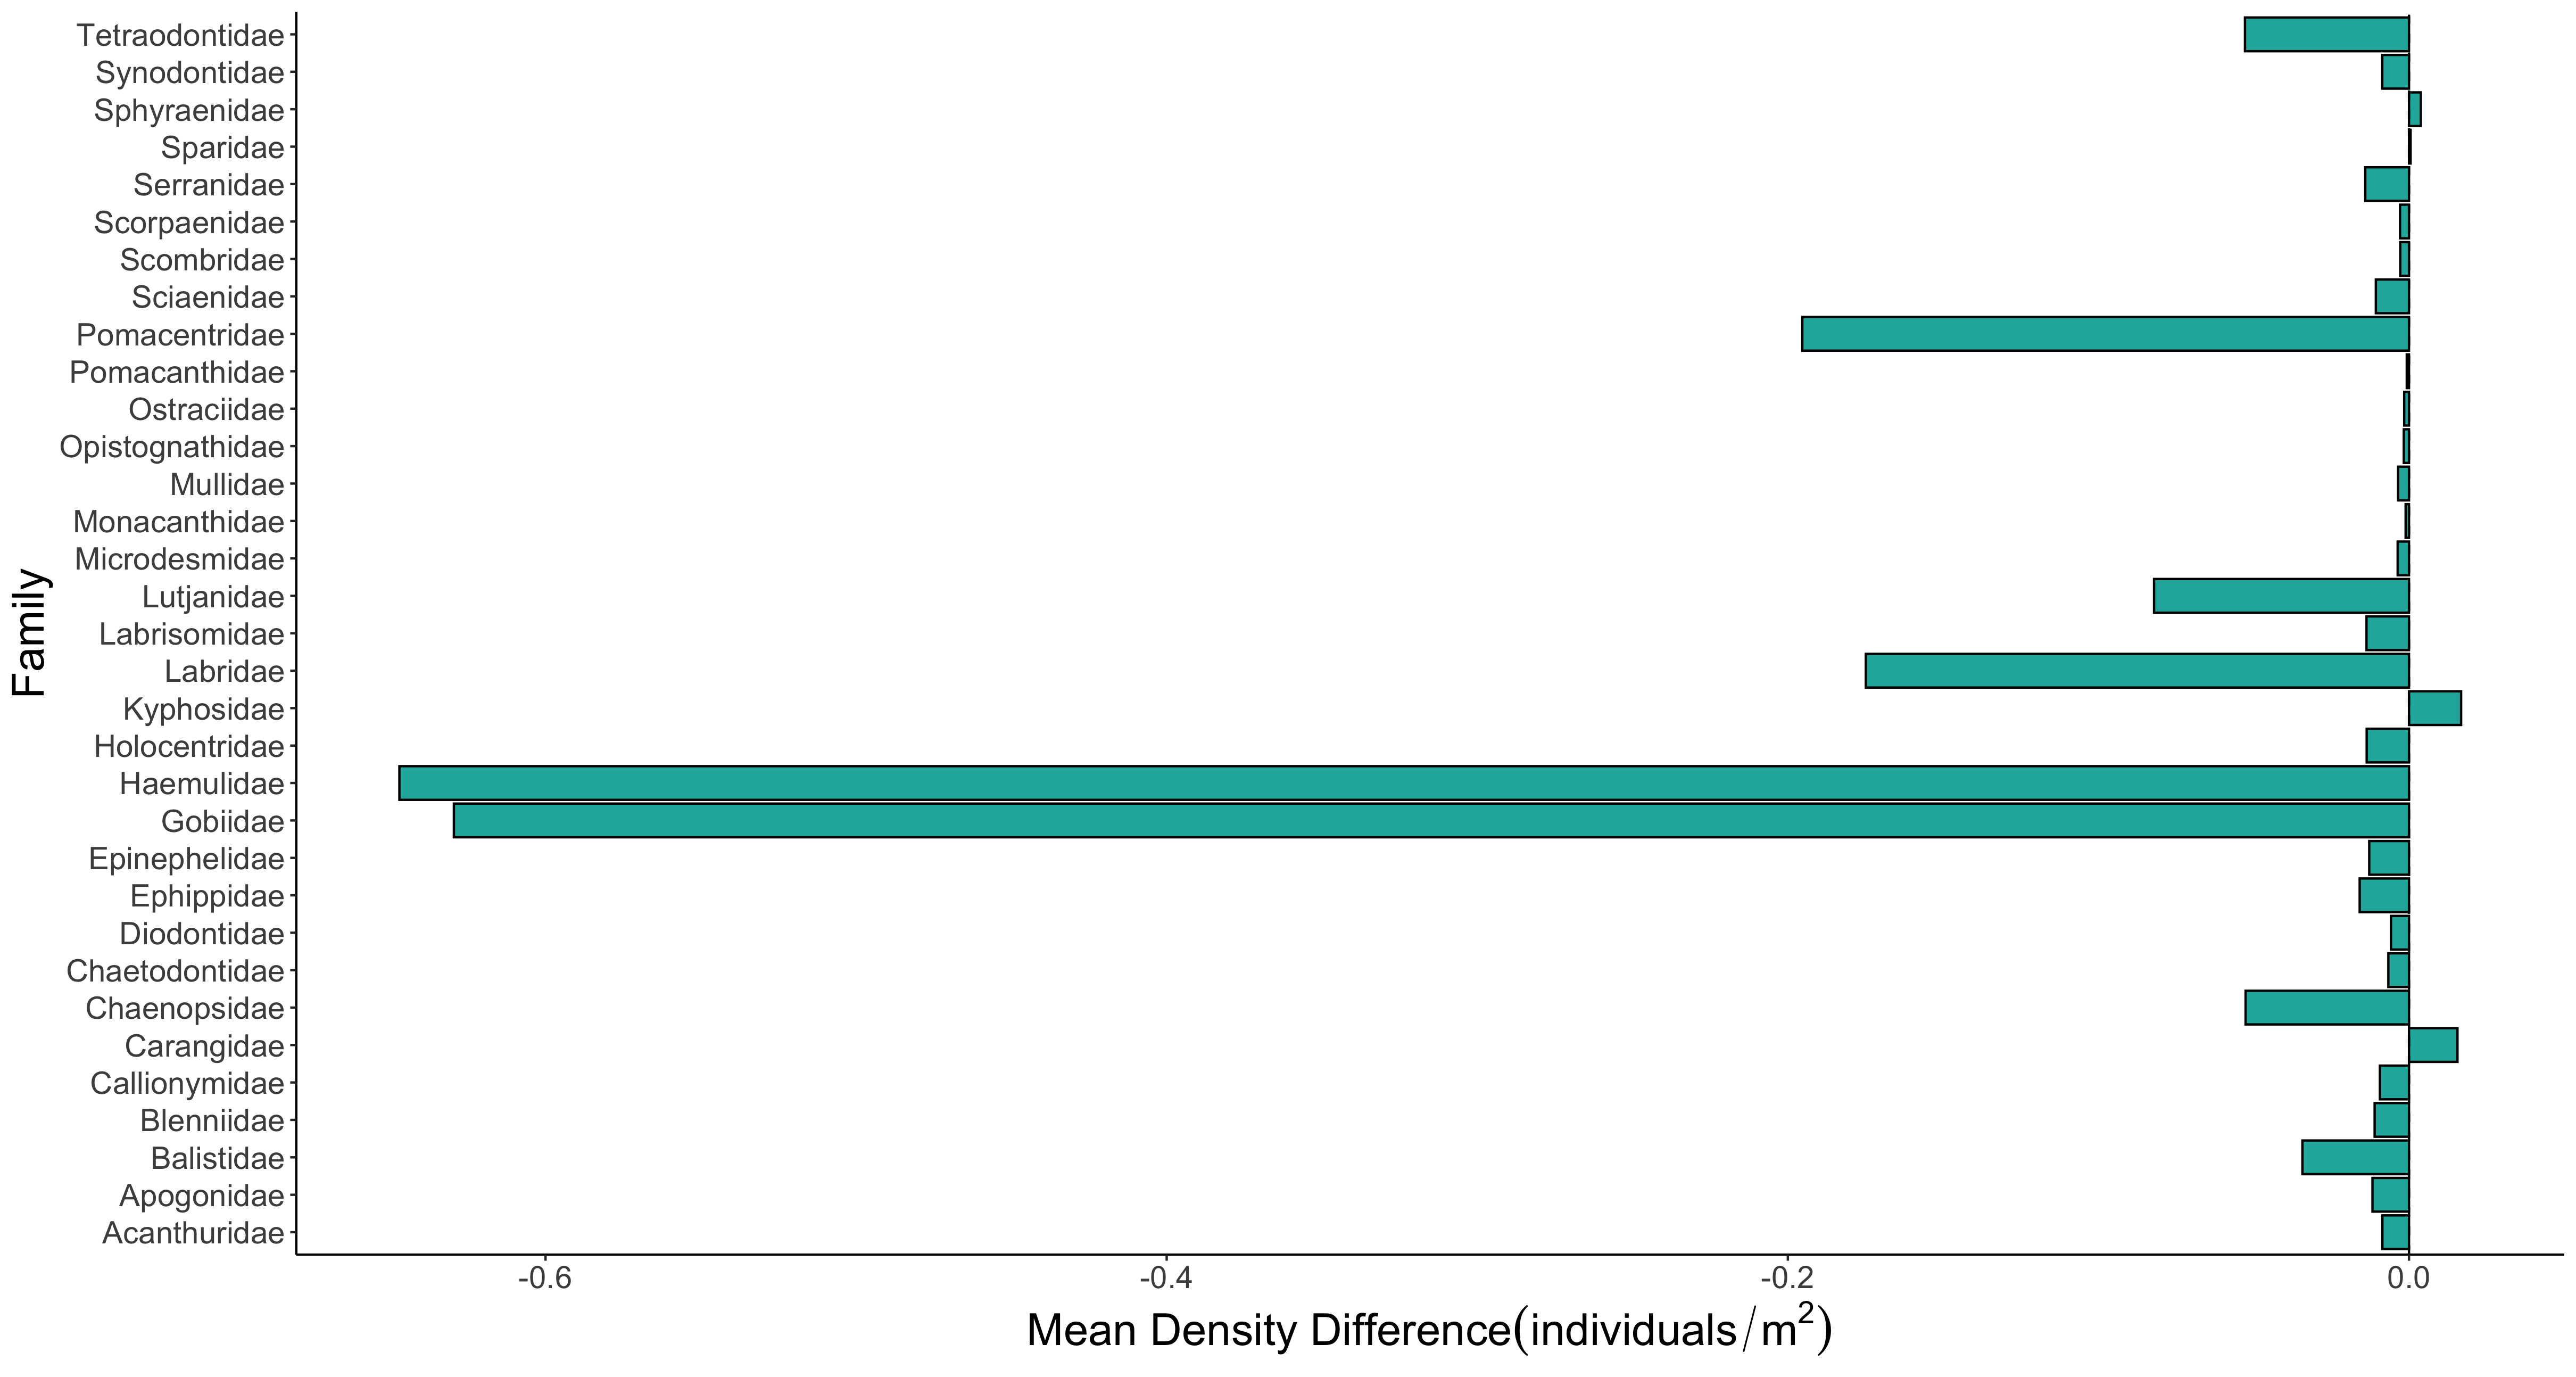 Tetraodontidae
Synodontidae
Sphyraenidae
Sparidae
Serranidae
Scorpaenidae
Scombridae
Sciaenidae
Pomacentridae
Pomacanthidae
Ostraciidae
Opistognathidae
Mullidae
Monacanthidae
Microdesmidae
Lutjanidae
Labrisomidae
Labridae
Kyphosidae
Holocentridae
Haemulidae
Gobiidae
Epinephelidae
Ephippidae
Diodontidae
Chaetodontidae
Chaenopsidae
Carangidae
Callionymidae
Blenniidae
Balistidae
Apogonidae
Acanthuridae
Family
-0.6 -0.4 -0.2 0.0
Mean Density Difference(individuals/m²)